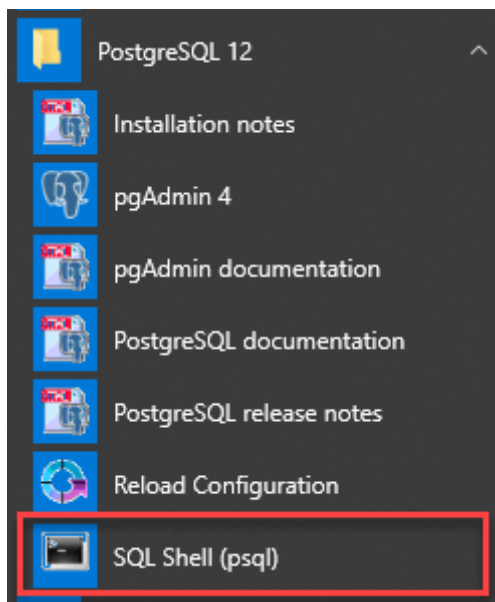 PostgreSQL 12
Installation notes
pgAdmin 4
pgAdmin documentation
PostgreSQL documentation
PostgreSQL release notes
Reload Configuration
SQL Shell (psql)